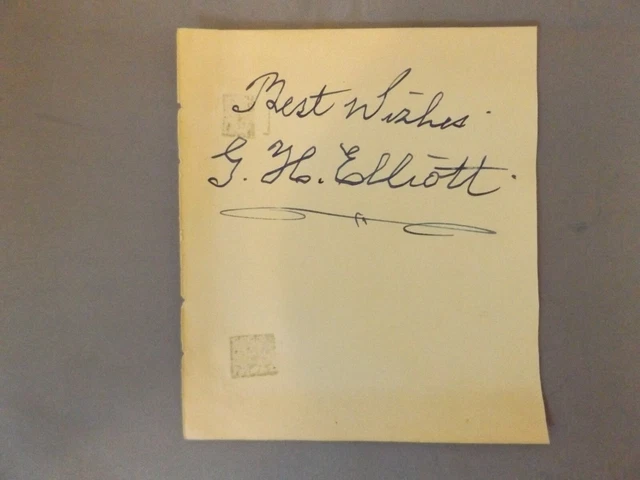 Best Wishes
G. H. Elliott.